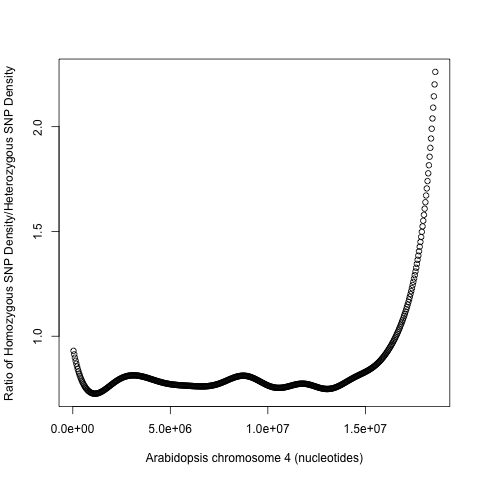 Ratio of Homozygous SNP Density/Heterozygous SNP Density
2.0
1.5
1.0
0.0e+00 5.0e+06 1.0e+07 1.5e+07
Arabidopsis chromosome 4 (nucleotides)